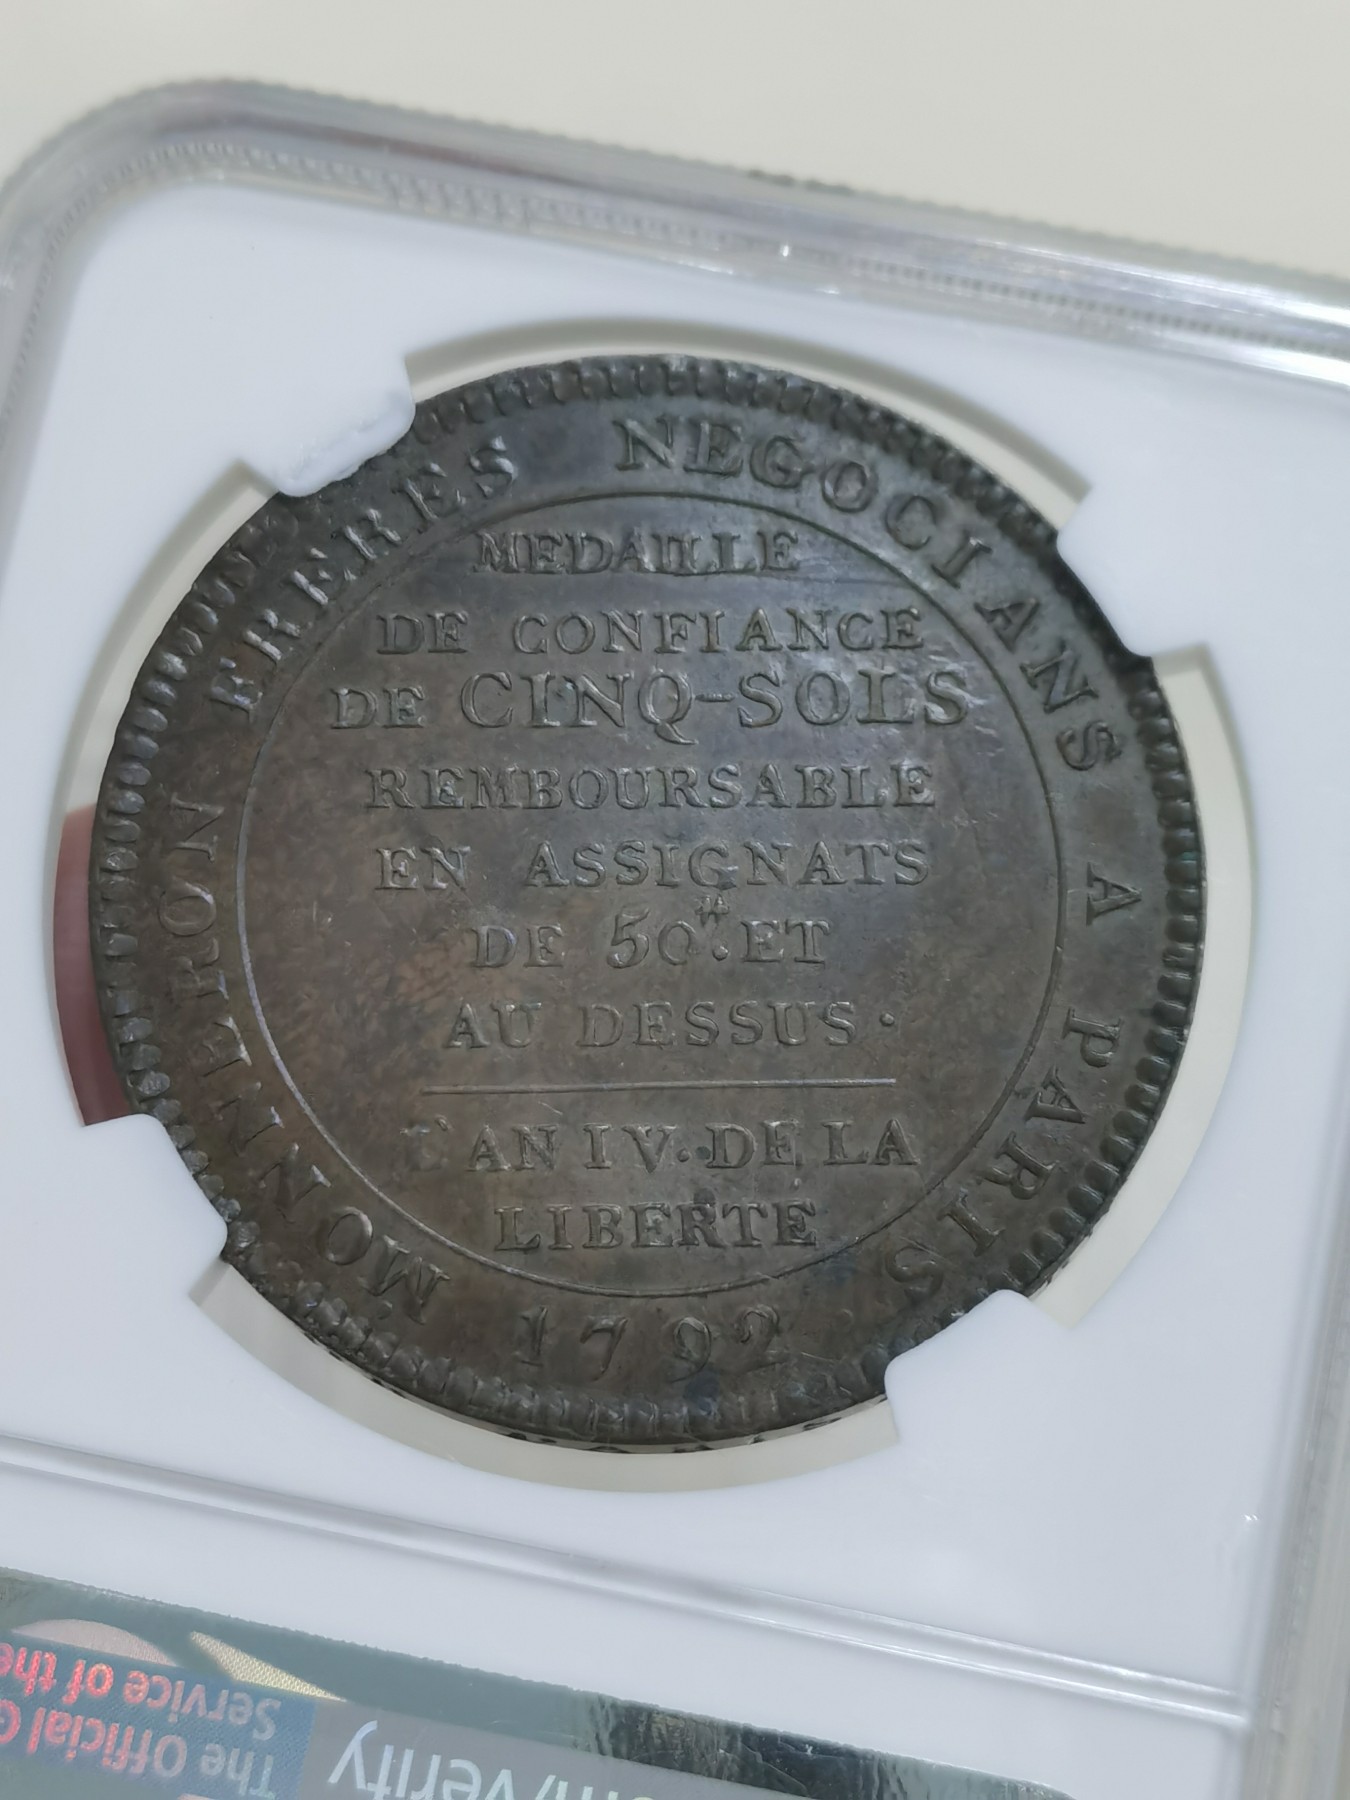 MONNERON FRERES NEGOCIANS A PARIS
MEDAILLE
DE CONFIANCE
DE CINQ-SOLS
REMBOURSABLE
EN ASSIGNATS
DE 50#. ET
AU DESSUS.
L'AN IV. DE LA
LIBERTE
1792
The Official
Service of the
verify